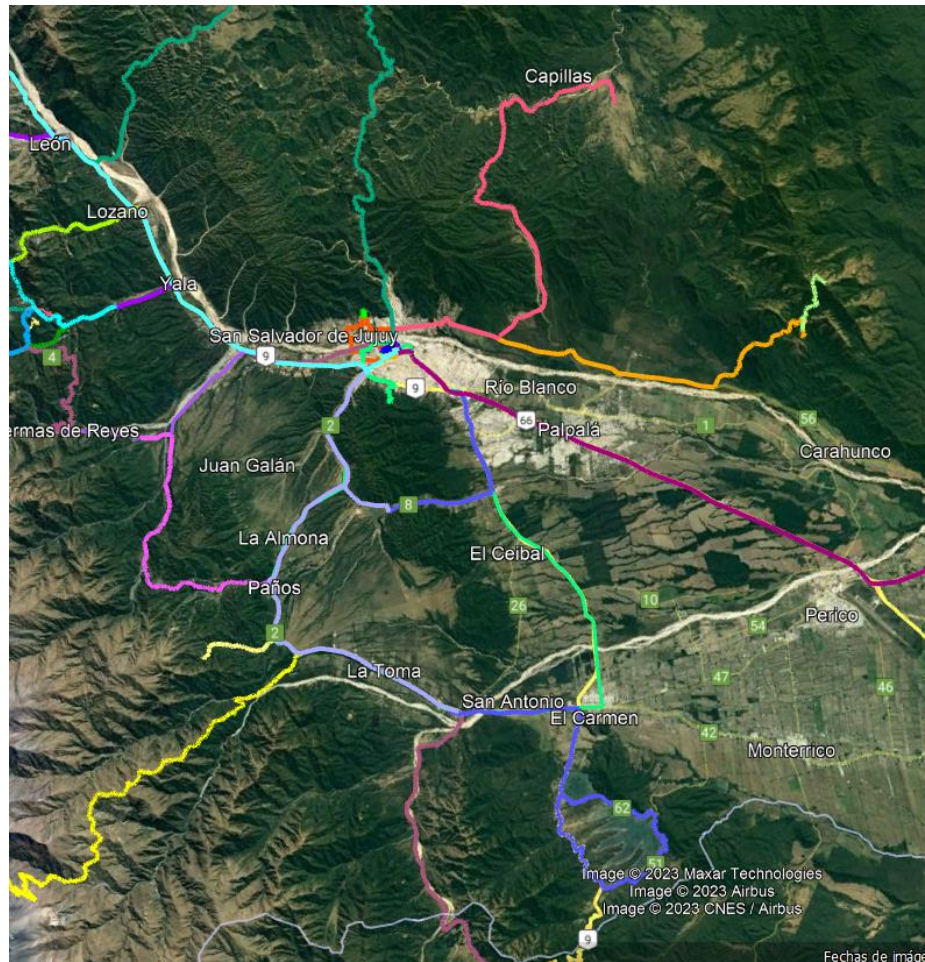 Capillas
León
Lozano
Yala
San Salvador de Jujuy
9
4
9
Río Blanco
66
56
2
1
ermas de Reyes
Palpalá
Carahunco
Juan Galán
8
La Almona
El Ceibal
Paños
26
10
Perico
54
2
La Toma
47
46
San Antonio
El Carmen
42
Monterrico
62
51
Image © 2023 Maxar Technologies
Image © 2023 Airbus
Image © 2023 CNES / Airbus
9
Fechas de imáge